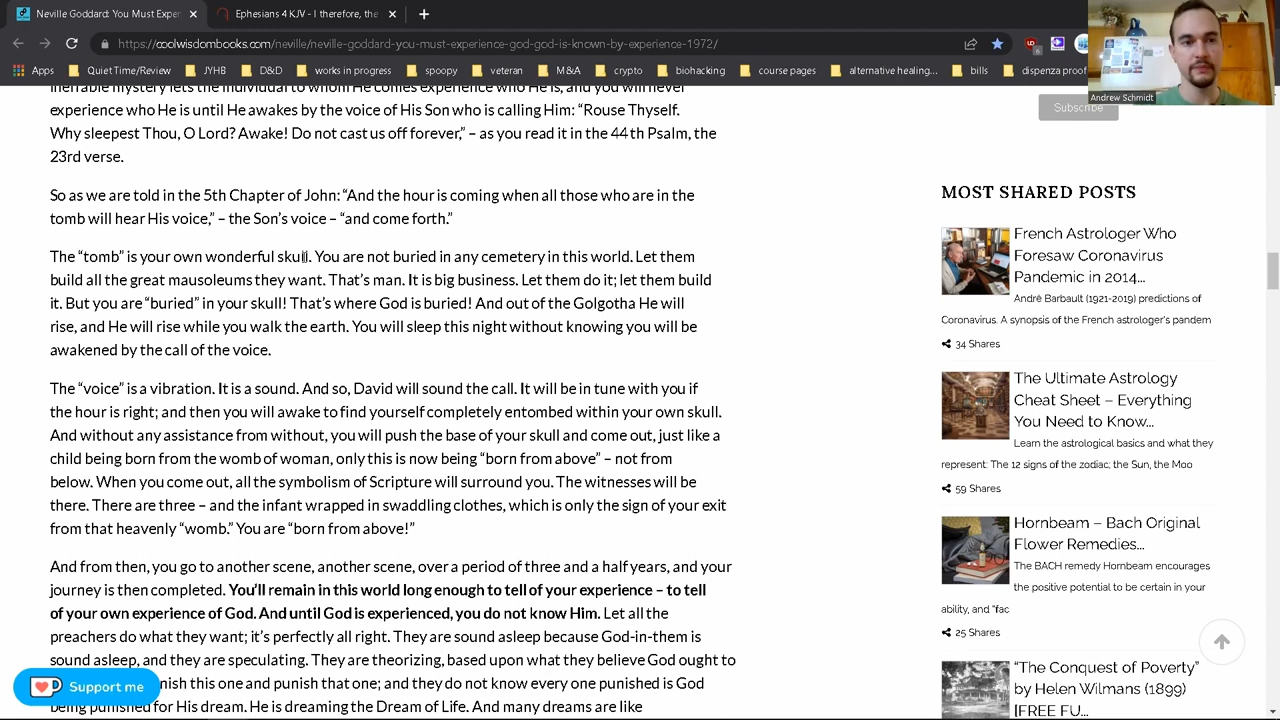 Neville Goddard: You Must Exper
Ephesians 4 KJV - I therefore, the
https://coolwisdombooks.com/neville/neville-goddard-you-must-experience-god-god-is-known-by-experience-1972/
Apps
Quiet Time/Review
JYHB
D&D
work in progress
therapy
crypto
course pages
bills
dispenza proof
Andrew Schmidt
experience who He is until He wakes by the voice of the One who is calling Him: “Rouse Thyself!
Why sleepest Thou, O Lord? Awake! Do not cast us off forever,” – as you read it in the 44th Psalm, the
23rd verse.
So as we are told in the 5th Chapter of John: “And the hour is coming when all those who are in the
tomb will hear His voice,” – the Son’s voice – “and come forth.”
The “tomb” is your own wonderful skull. You are not buried in any cemetery in this world. Let them
build all the great mausoleums they want. That’s man. It is big business. Let them do it; let them build
it. But you are “buried” in your skull! That’s where God is buried! And out of the Golgotha He will
rise, and He will rise while you walk the earth. You will sleep this night without knowing you will be
awakened by the call of the voice.
The “voice” is a vibration. It is a sound. And so, David will sound the call. It will be in tune with you if
the hour is right; and then you will awake to find yourself completely entombed within your own skull.
And without any assistance from without, you will push the base of your skull and come out, just like a
child being born from the womb of woman, only this is now being “born from above” – not from
below. When you come out, all the symbolism of Scripture will surround you. The witnesses will be
there. There are three – and the infant wrapped in swaddling clothes, which is only the sign of your exit
from that heavenly “womb.” You are “born from above!”
And from then, you go to another scene, another scene, over a period of three and a half years, and your
journey is then completed. You’ll remain in this world long enough to tell of your experience – to tell
of your own experience of God. And until God is experienced, you do not know Him. Let all the
preachers do what they want; it’s perfectly all right. They are sound asleep because God-in-them is
sound asleep, and they are speculating. They are theorizing, based upon what they believe God ought to
nish this one and punish that one; and they do not know every one punished is God
being punished for His dream. He is dreaming the Dream of Life. And many dreams are like
Support me
Subscribe
MOST SHARED POSTS
French Astrologer Who
Foresaw Coronavirus
Pandemic in 2014...
André Barbault (1921-2019) predictions of
Coronavirus. A synopsis of the French astrologer's pandem
34 Shares
The Ultimate Astrology
Cheat Sheet – Everything
You Need to Know...
Learn the astrological basics and what they
represent: The 12 signs of the zodiac; the Sun, the Moo
59 Shares
Hornbeam – Bach Original
Flower Remedies...
The BACH remedy Hornbeam encourages
the positive potential to be certain in your
ability, and "fac
25 Shares
“The Conquest of Poverty”
by Helen Wilmans (1899)
[FREE FU...